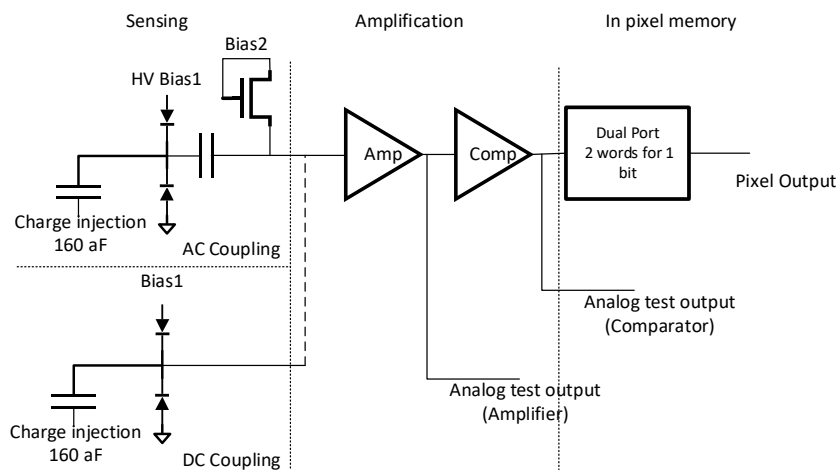 Sensing
Amplification
In pixel memory
Bias2
HV Bias1
Amp
Comp
Dual Port
2 words for 1
bit
Pixel Output
Charge injection
160 aF
AC Coupling
Bias1
Analog test output
(Comparator)
Analog test output
(Amplifier)
Charge injection
160 aF
DC Coupling